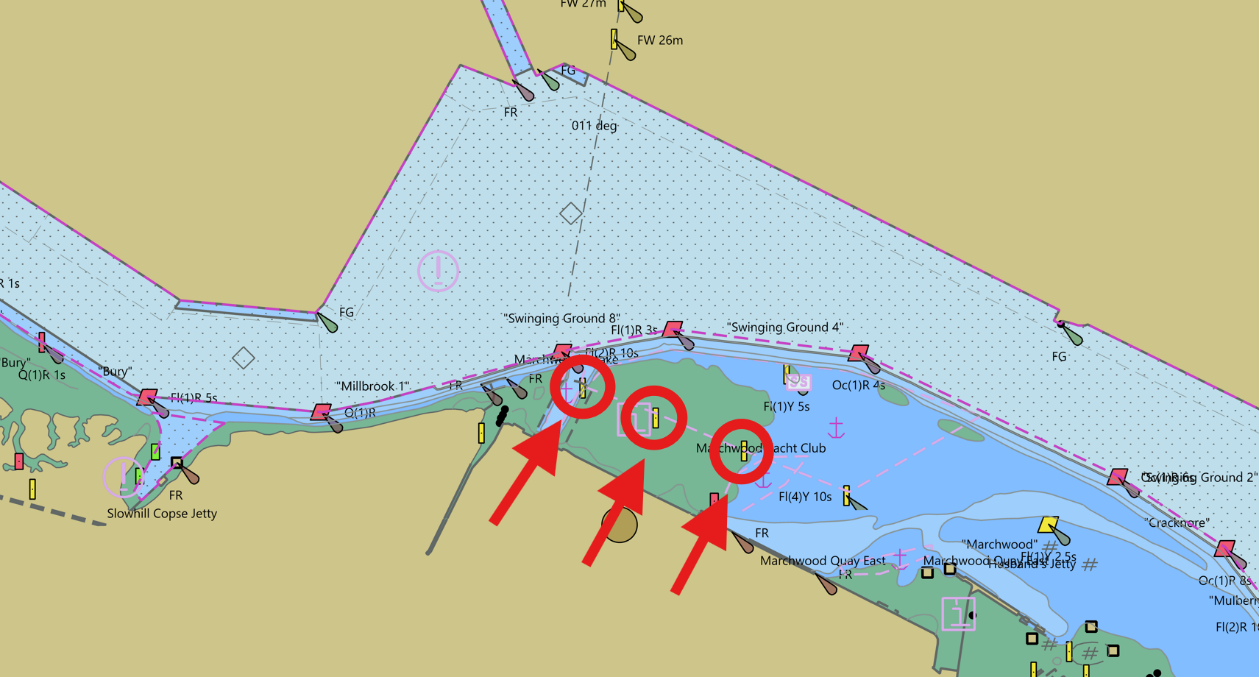 FW 27m
FW 26m
FG
FR
011 deg
R 1s
FG
"Swinging Ground 8"
Fl(1)R 3s
"Swinging Ground 4"
FG
Fl(2)R 10s
"Bury"
Q(1)R 1s
"Bury"
Fl(1)R 5s
"Millbrook 1"
Q(1)R
FR
FR
Oc(1)R 4s
Fl(1)Y 5s
Marchwood Yacht Club
Fl(4)Y 10s
FR
Slowhill Copse Jetty
FR
Swinging Ground 2"
"Cracknore"
"Marchwood"
Fl(1)Y 2.5s
Marchwood Quay East
Husband's Jetty
FR
Oc(1)R 8s
"Mulberr
Fl(2)R 1